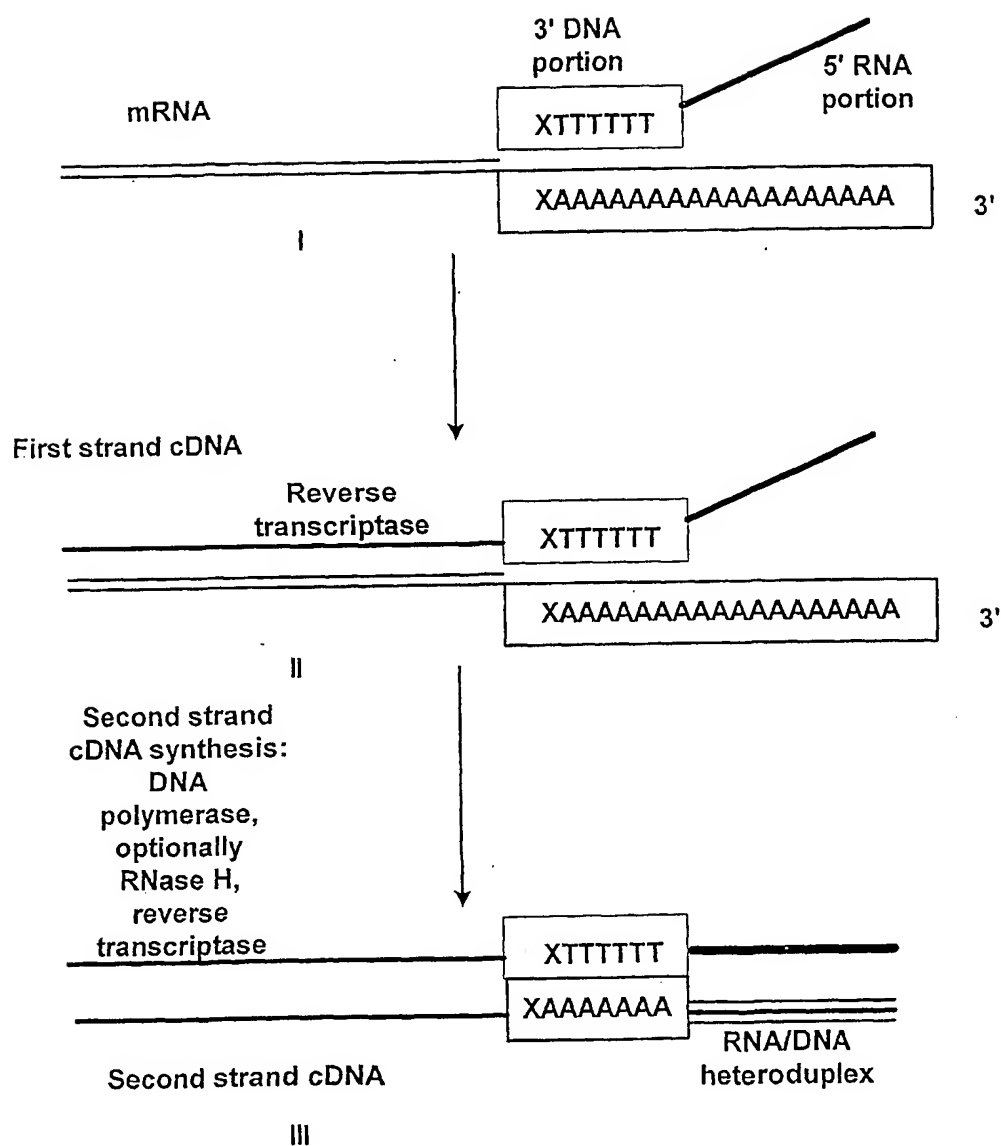 3' DNA
portion
5' RNA
portion
mRNA
XTTTTTT
XAAAAAAAAAAAAAAAAAA
3'
I
First strand cDNA
Reverse
transcriptase
XTTTTTT
XAAAAAAAAAAAAAAAAAA
3'
II
Second strand
cDNA synthesis:
DNA
polymerase,
optionally
RNase H,
reverse
transcriptase
XTTTTTT
XAAAAAAA
RNA/DNA
heteroduplex
Second strand cDNA
III